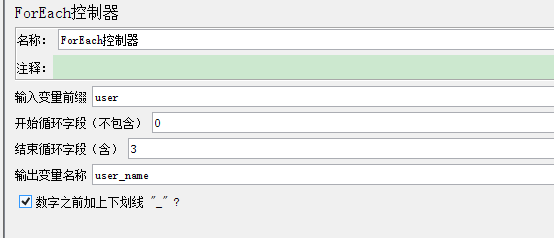 ForEach控制器
名称： ForEach控制器
注释：
输入变量前缀 user
开始循环字段（不包含） 0
结束循环字段（含） 3
输出变量名称 user_name
数字之前加上下划线 "_" ?